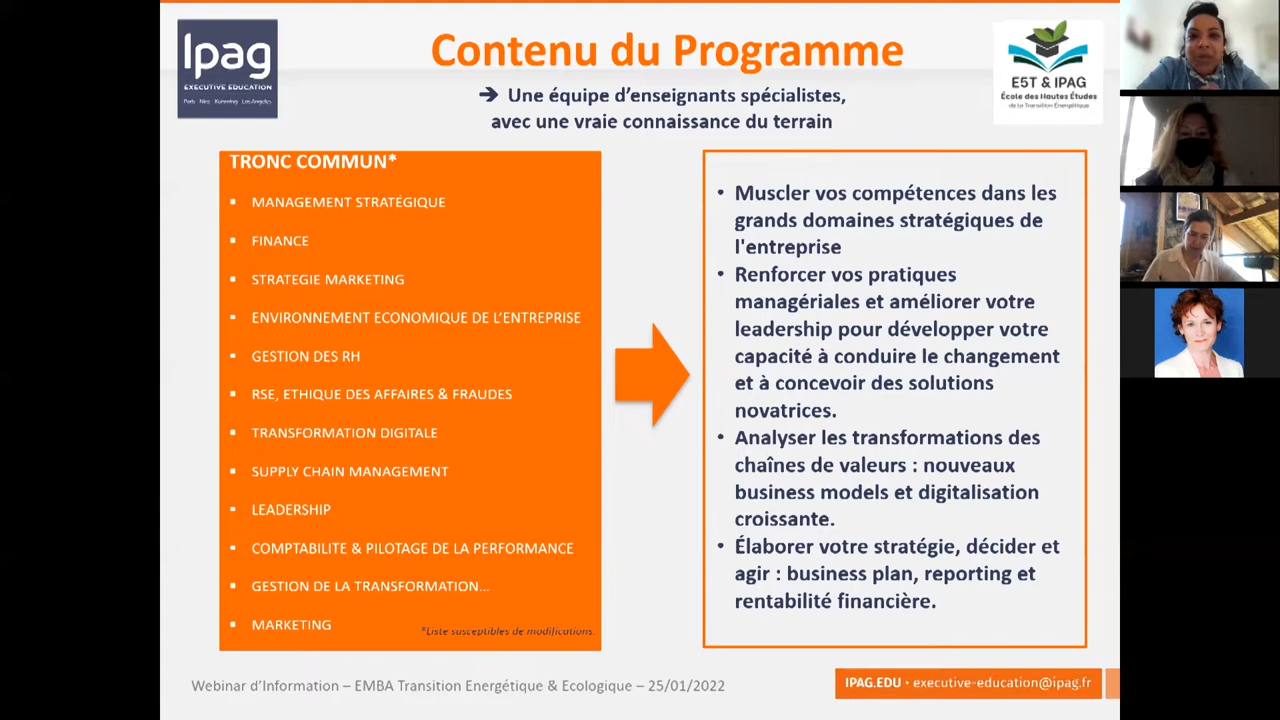 Ipag
EXECUTIVE EDUCATION
Paris Nice Kunming Los Angeles
Contenu du Programme
➔ Une équipe d’enseignants spécialistes,
avec une vraie connaissance du terrain
E5T & IPAG
École des Hautes Études
de la Transition Énergétique
TRONC COMMUN*
▪ MANAGEMENT STRATÉGIQUE
▪ FINANCE
▪ STRATEGIE MARKETING
▪ ENVIRONNEMENT ECONOMIQUE DE L’ENTREPRISE
▪ GESTION DES RH
▪ RSE, ETHIQUE DES AFFAIRES & FRAUDES
▪ TRANSFORMATION DIGITALE
▪ SUPPLY CHAIN MANAGEMENT
▪ LEADERSHIP
▪ COMPTABILITE & PILOTAGE DE LA PERFORMANCE
▪ GESTION DE LA TRANSFORMATION…
▪ MARKETING
*Liste susceptibles de modifications.
• Muscler vos compétences dans les
grands domaines stratégiques de
l'entreprise
• Renforcer vos pratiques
managériales et améliorer votre
leadership pour développer votre
capacité à conduire le changement
et à concevoir des solutions
novatrices.
• Analyser les transformations des
chaînes de valeurs : nouveaux
business models et digitalisation
croissante.
• Élaborer votre stratégie, décider et
agir : business plan, reporting et
rentabilité financière.
Webinar d’Information – EMBA Transition Energétique & Ecologique – 25/01/2022
IPAG.EDU • executive-education@ipag.fr